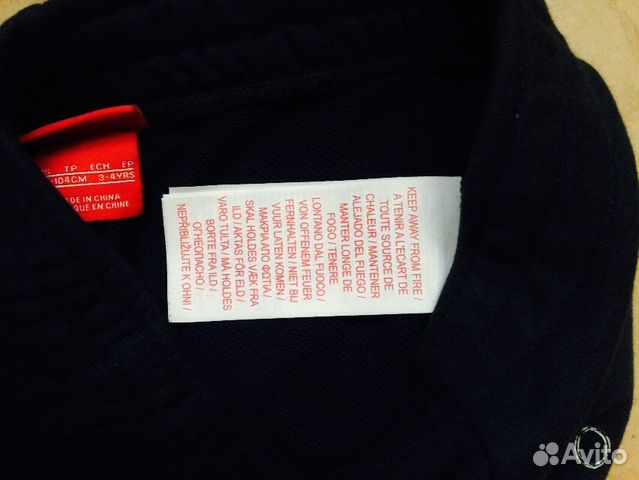 TP ECH EP
-104CM 3-4YRS
DE IN CHINA
QUÉ EN CHINE
KEEP AWAY FROM FIRE /
A TENIR A L'ECART DE
TOUTE SOURCE DE
CHALEUR / MANTENER
ALEJADO DEL FUEGO /
MANTER LONGE DE
FOGO / TENERE
LONTANO DAL FUOCO /
VON OFFENEM FEUER
FERNHALTEN / NIET BIJ
VUUR LATEN KOMEN /
ΜΑΚΡΙΑ ΑΠΟ ΦΩΤΙΑ /
SKAL HOLDES VÆK FRA
ILD / AKTAS FÖR ELD /
VARO TULTA / MÅ HOLDES
BORTE FRA ILD /
ОГНЕОПАСНО /
NEPŘIBLIŽUJTE K OHNI /
Avito